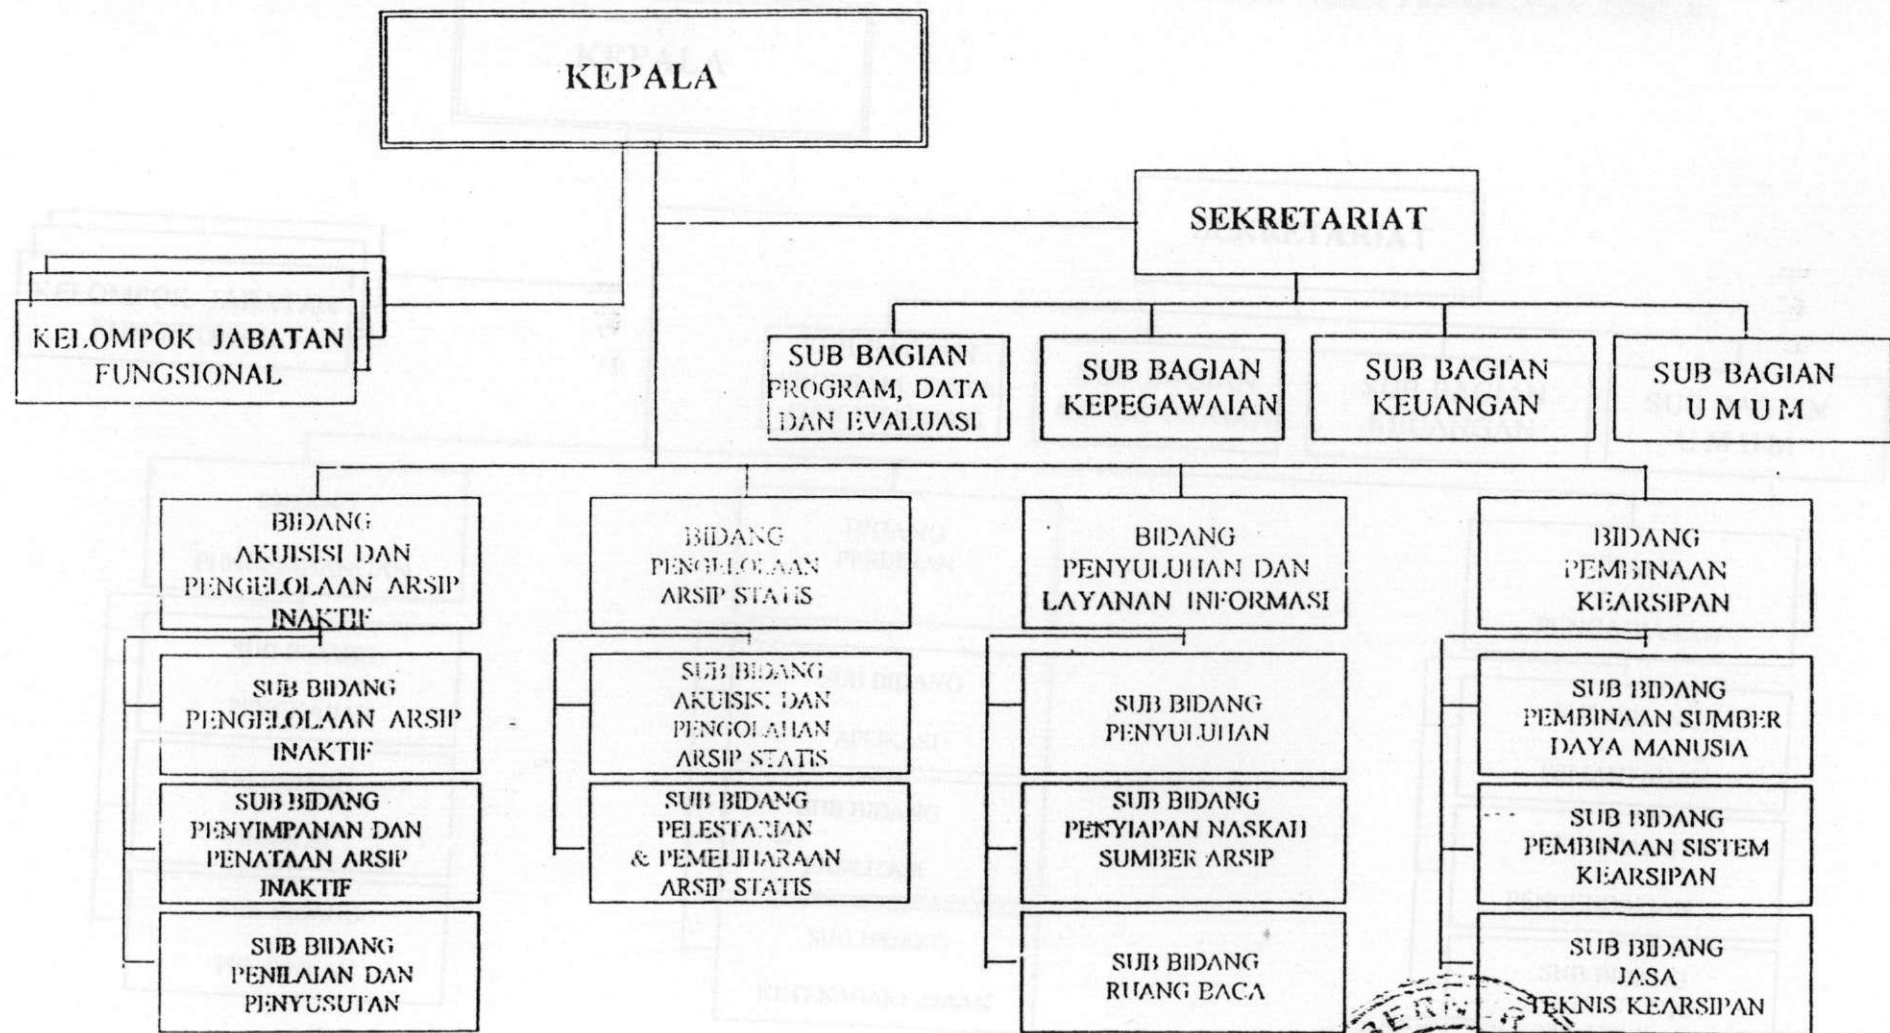 KEPALA
SEKRETARIAT
KELOMPOK JABATAN
FUNGSIONAL
SUB BAGIAN
PROGRAM, DATA
DAN EVALUASI
SUB BAGIAN
KEPEGAWAIAN
SUB BAGIAN
KEUANGAN
SUB BAGIAN
U M U M
BIDANG
AKUISISI DAN
PENGELOLAAN ARSIP
INAKTIF
BIDANG
PENGELOLAAN
ARSIP STATIS
BIDANG
PENYULUHAN DAN
LAYANAN INFORMASI
BIDANG
PEMBINAAN
KEARSIPAN
SUB BIDANG
PENGELOLAAN ARSIP
INAKTIF
SUB BIDANG
AKUISISI DAN
PENGOLAHAN
ARSIP STATIS
SUB BIDANG
PENYULUHAN
SUB BIDANG
PEMBINAAN SUMBER
DAYA MANUSIA
SUB BIDANG
PENYIMPANAN DAN
PENATAAN ARSIP
INAKTIF
SUB BIDANG
PELESTARIAN
& PEMELIHARAAN
ARSIP STATIS
SUB BIDANG
PENYIAPAN NASKAH
SUMBER ARSIP
SUB BIDANG
PEMBINAAN SISTEM
KEARSIPAN
SUB BIDANG
PENILAIAN DAN
PENYUSUTAN
SUB BIDANG
RUANG BACA
SUB BIDANG
JASA
TEKNIS KEARSIPAN